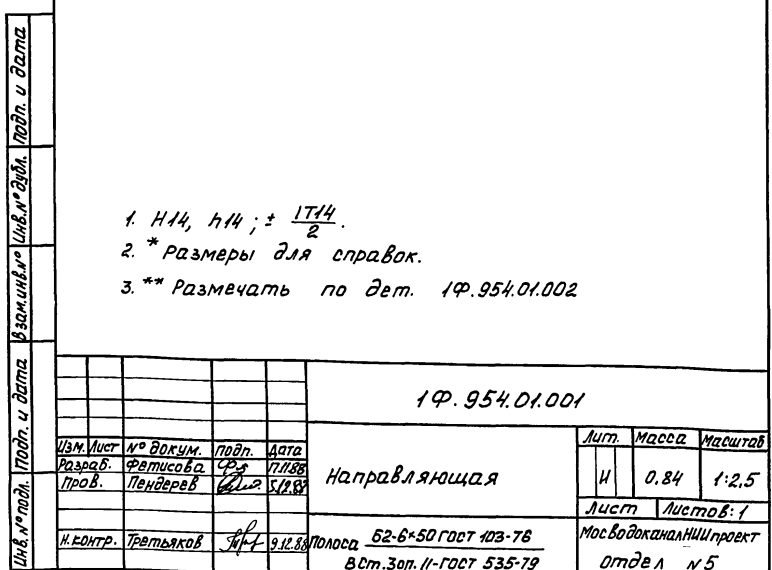 1. H14, h14; ± IT14/2.
2. * Размеры для справок.
3. ** Размечать по дет. 1Ф.954.01.002
1Ф.954.01.001
Изм. Лист № докум. подп. Дата
Разраб. Фетисова
Пров. Пендерев
Н.контр. Третьяков 9.12.88
Направляющая
Лит. Масса Масштаб
И 0.84 1:2.5
Лист Листов: 1
Полоса Б2-6×50 ГОСТ 103-76
ВСт.3оп.II-ГОСТ 535-79
МосводоканалНИИпроект
отдел №5
Инв.№ подл. Подп. и дата Взам.инв.№ Инв.№ дубл. Подп. и дата